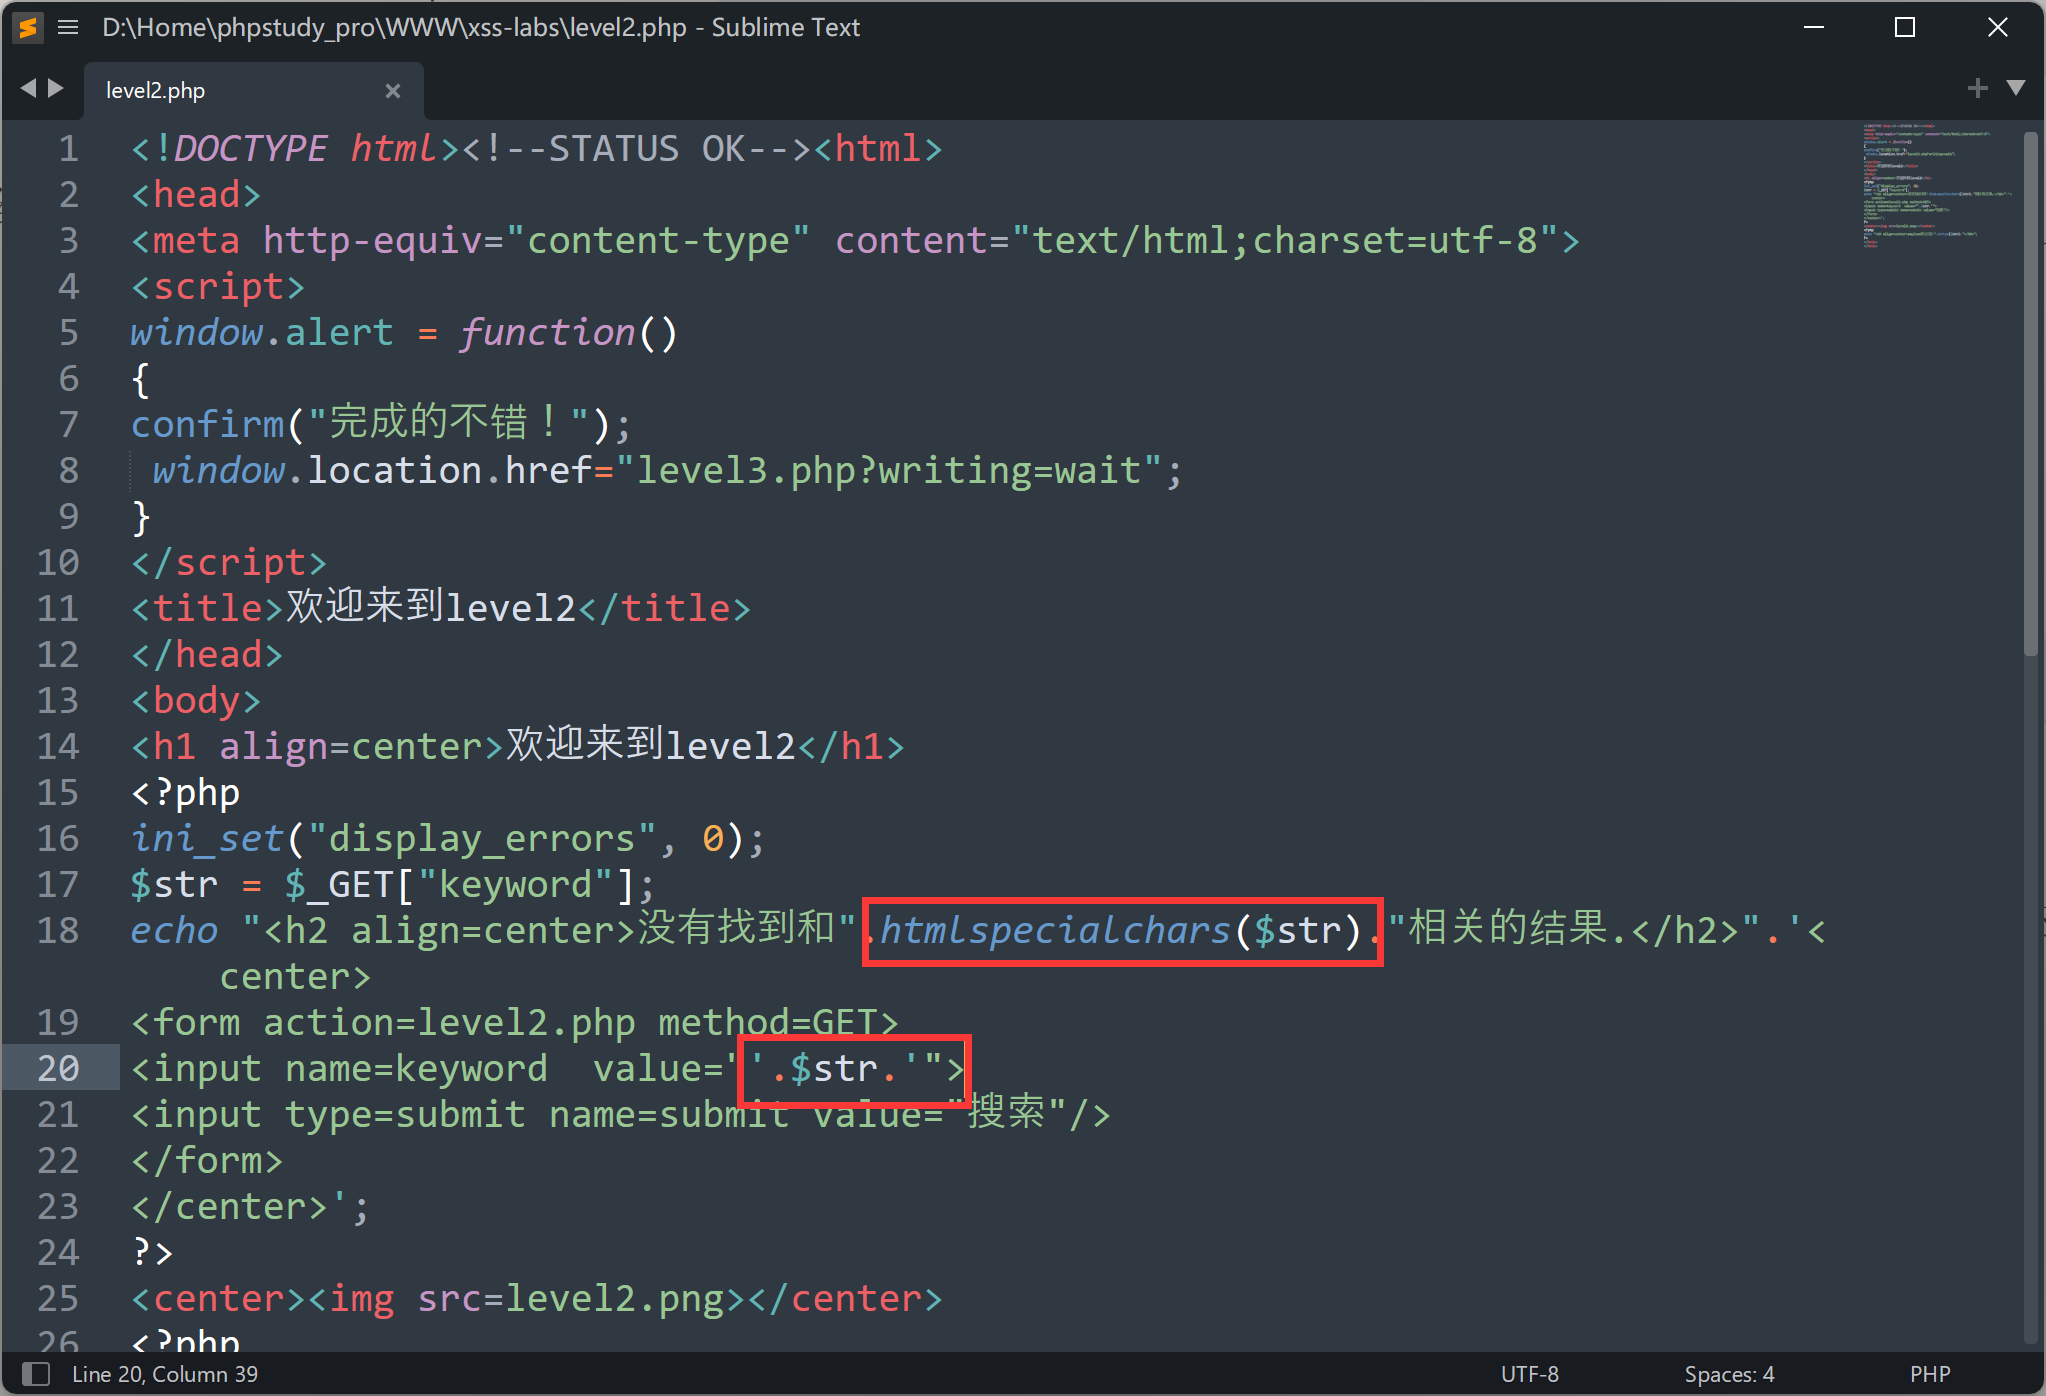 D:\Home\phpstudy_pro\WWW\xss-labs\level2.php - Sublime Text
level2.php
1 <!DOCTYPE html><!--STATUS OK--><html>
2 <head>
3 <meta http-equiv="content-type" content="text/html;charset=utf-8">
4 <script>
5 window.alert = function()
6 {
7 confirm("完成的不错！");
8  window.location.href="level3.php?writing=wait";
9 }
10 </script>
11 <title>欢迎来到level2</title>
12 </head>
13 <body>
14 <h1 align=center>欢迎来到level2</h1>
15 <?php
16 ini_set("display_errors", 0);
17 $str = $_GET["keyword"];
18 echo "<h2 align=center>没有找到和".htmlspecialchars($str)."相关的结果.</h2>".'<
center>
19 <form action=level2.php method=GET>
20 <input name=keyword  value="'.$str.'">
21 <input type=submit name=submit value="搜索"/>
22 </form>
23 </center>';
24 ?>
25 <center><img src=level2.png></center>
26 <?php
Line 20, Column 39
UTF-8
Spaces: 4
PHP